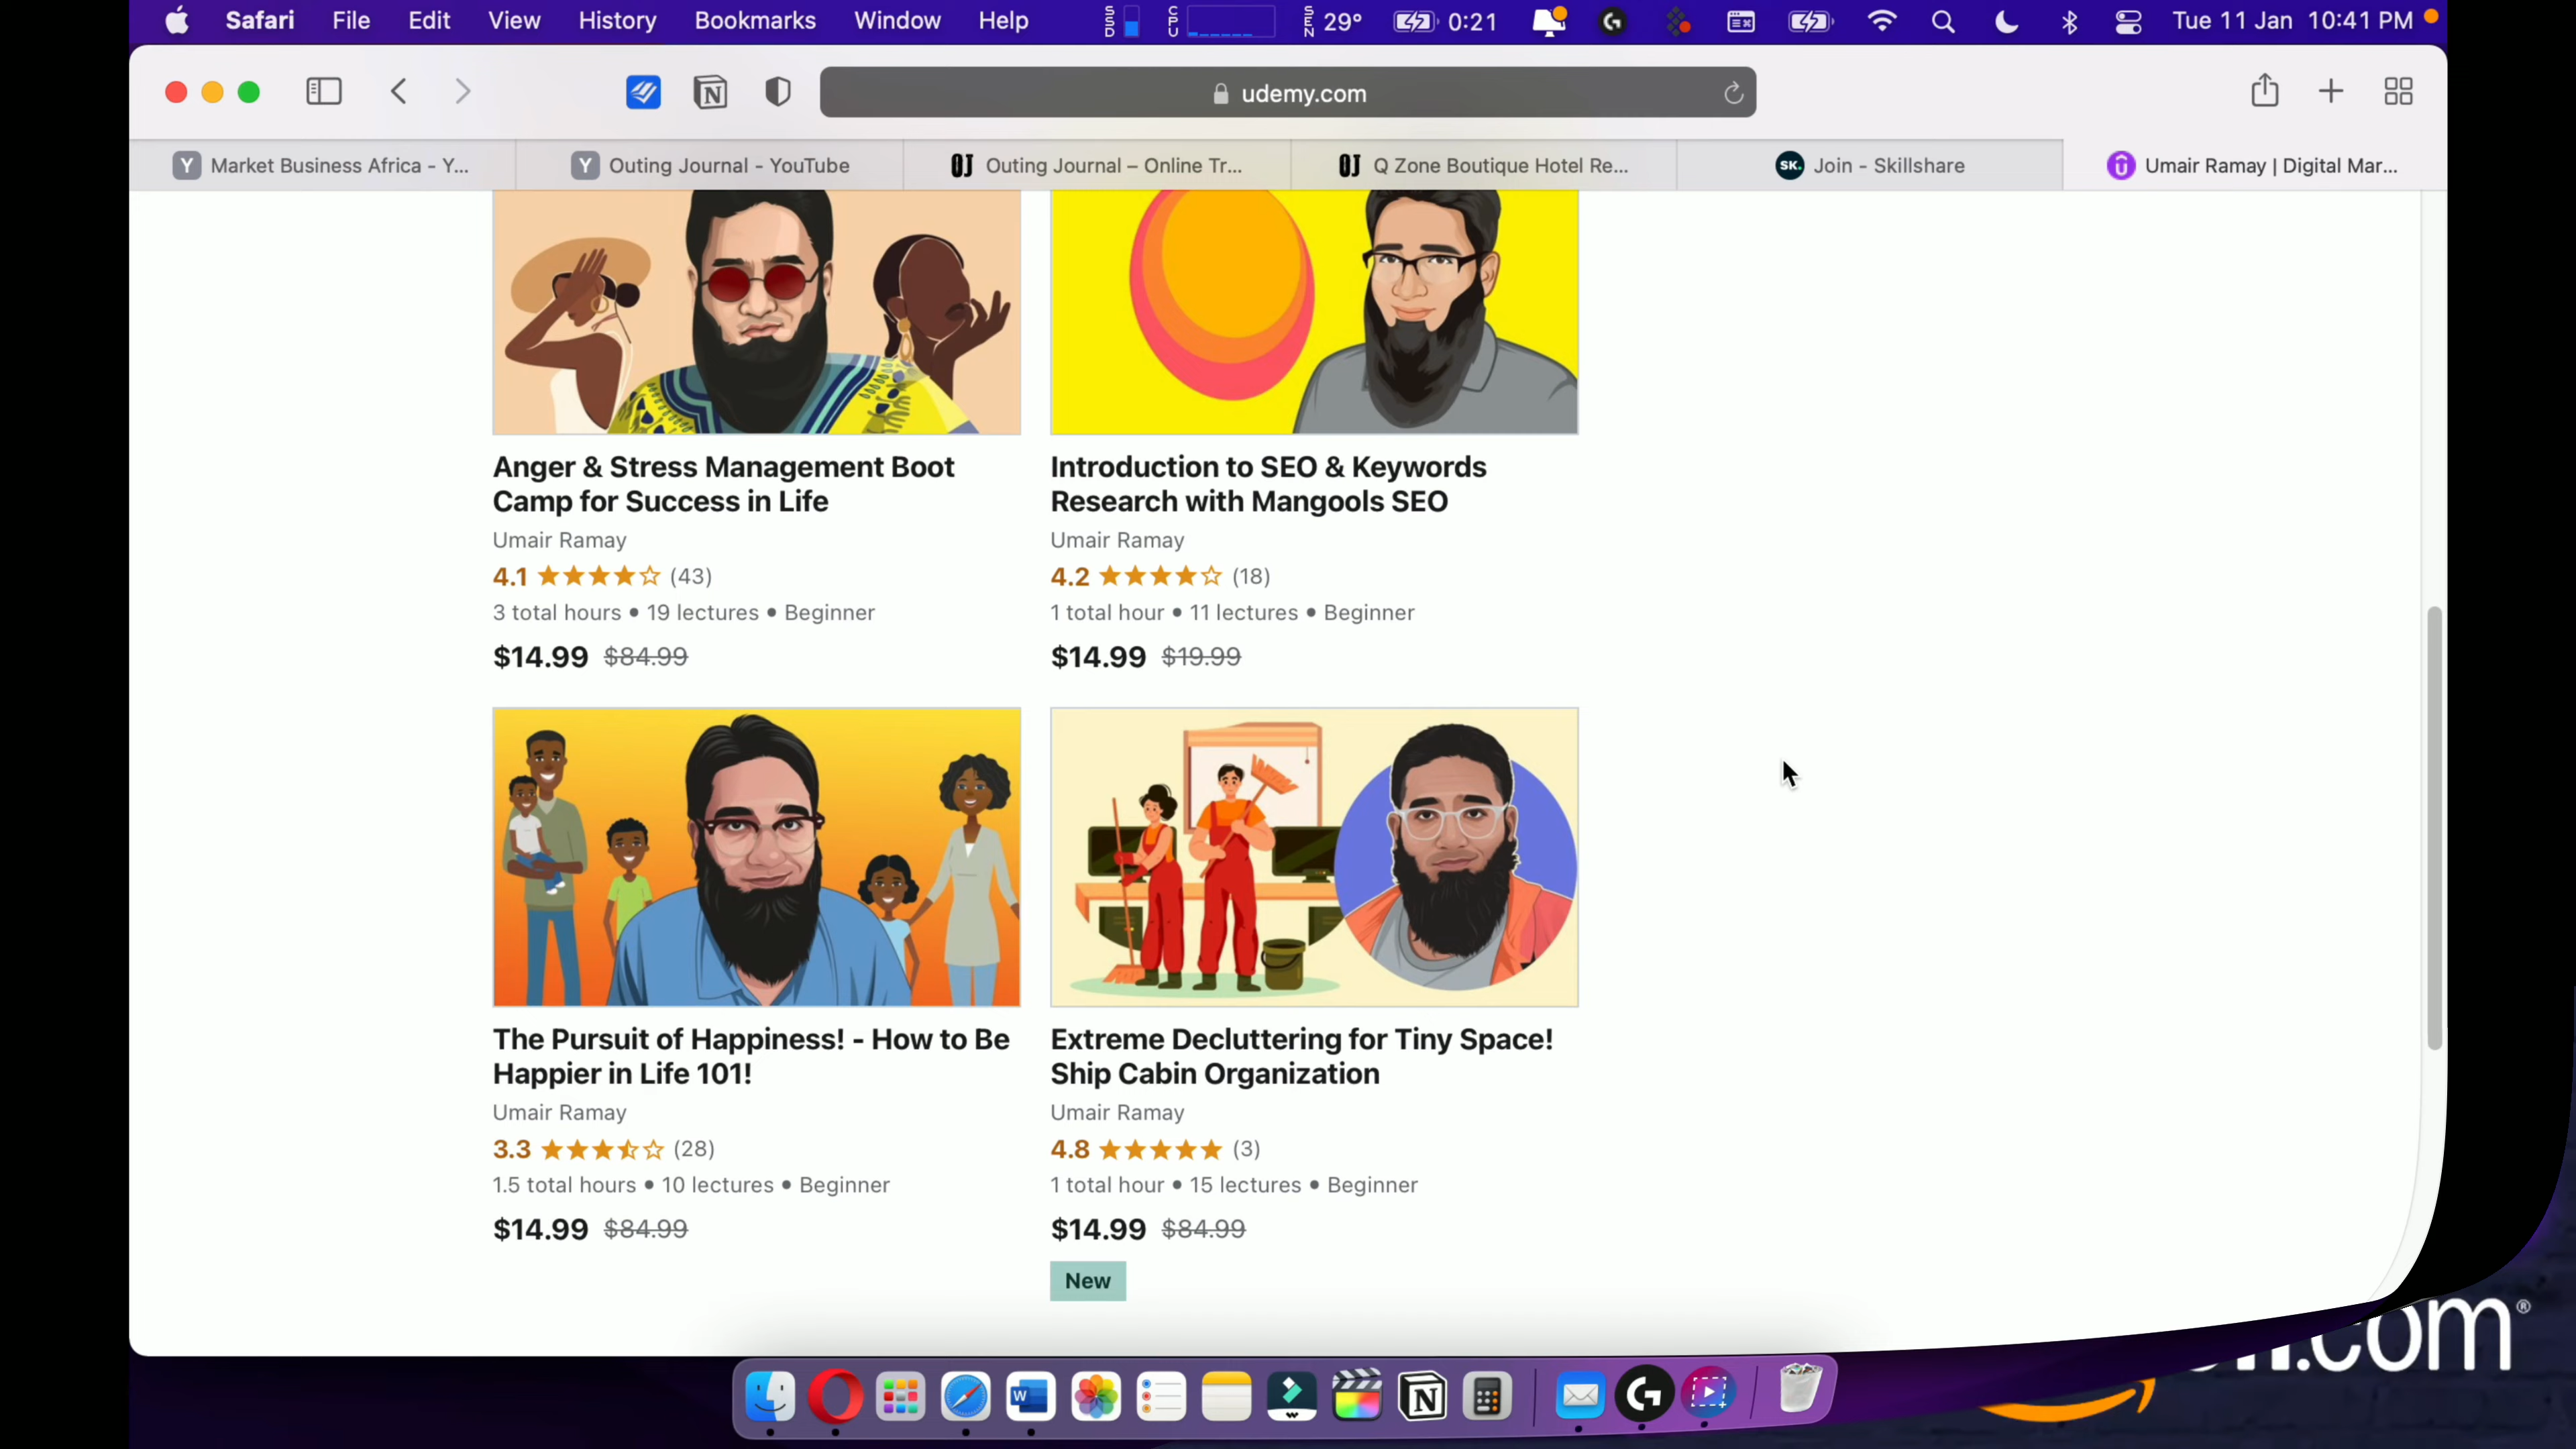 Safari File Edit View History Bookmarks Window Help SSD CPU SEN 29° 0:21 Tue 11 Jan 10:41 PM
udemy.com
Y Market Business Africa - Y... Y Outing Journal - YouTube OJ Outing Journal – Online Tr... OJ Q Zone Boutique Hotel Re... SK. Join - Skillshare Umair Ramay | Digital Mar...
Anger & Stress Management Boot
Camp for Success in Life
Umair Ramay
4.1 (43)
3 total hours • 19 lectures • Beginner
$14.99 $84.99
Introduction to SEO & Keywords
Research with Mangools SEO
Umair Ramay
4.2 (18)
1 total hour • 11 lectures • Beginner
$14.99 $19.99
The Pursuit of Happiness! - How to Be
Happier in Life 101!
Umair Ramay
3.3 (28)
1.5 total hours • 10 lectures • Beginner
$14.99 $84.99
Extreme Decluttering for Tiny Space!
Ship Cabin Organization
Umair Ramay
4.8 (3)
1 total hour • 15 lectures • Beginner
$14.99 $84.99
New
.com®